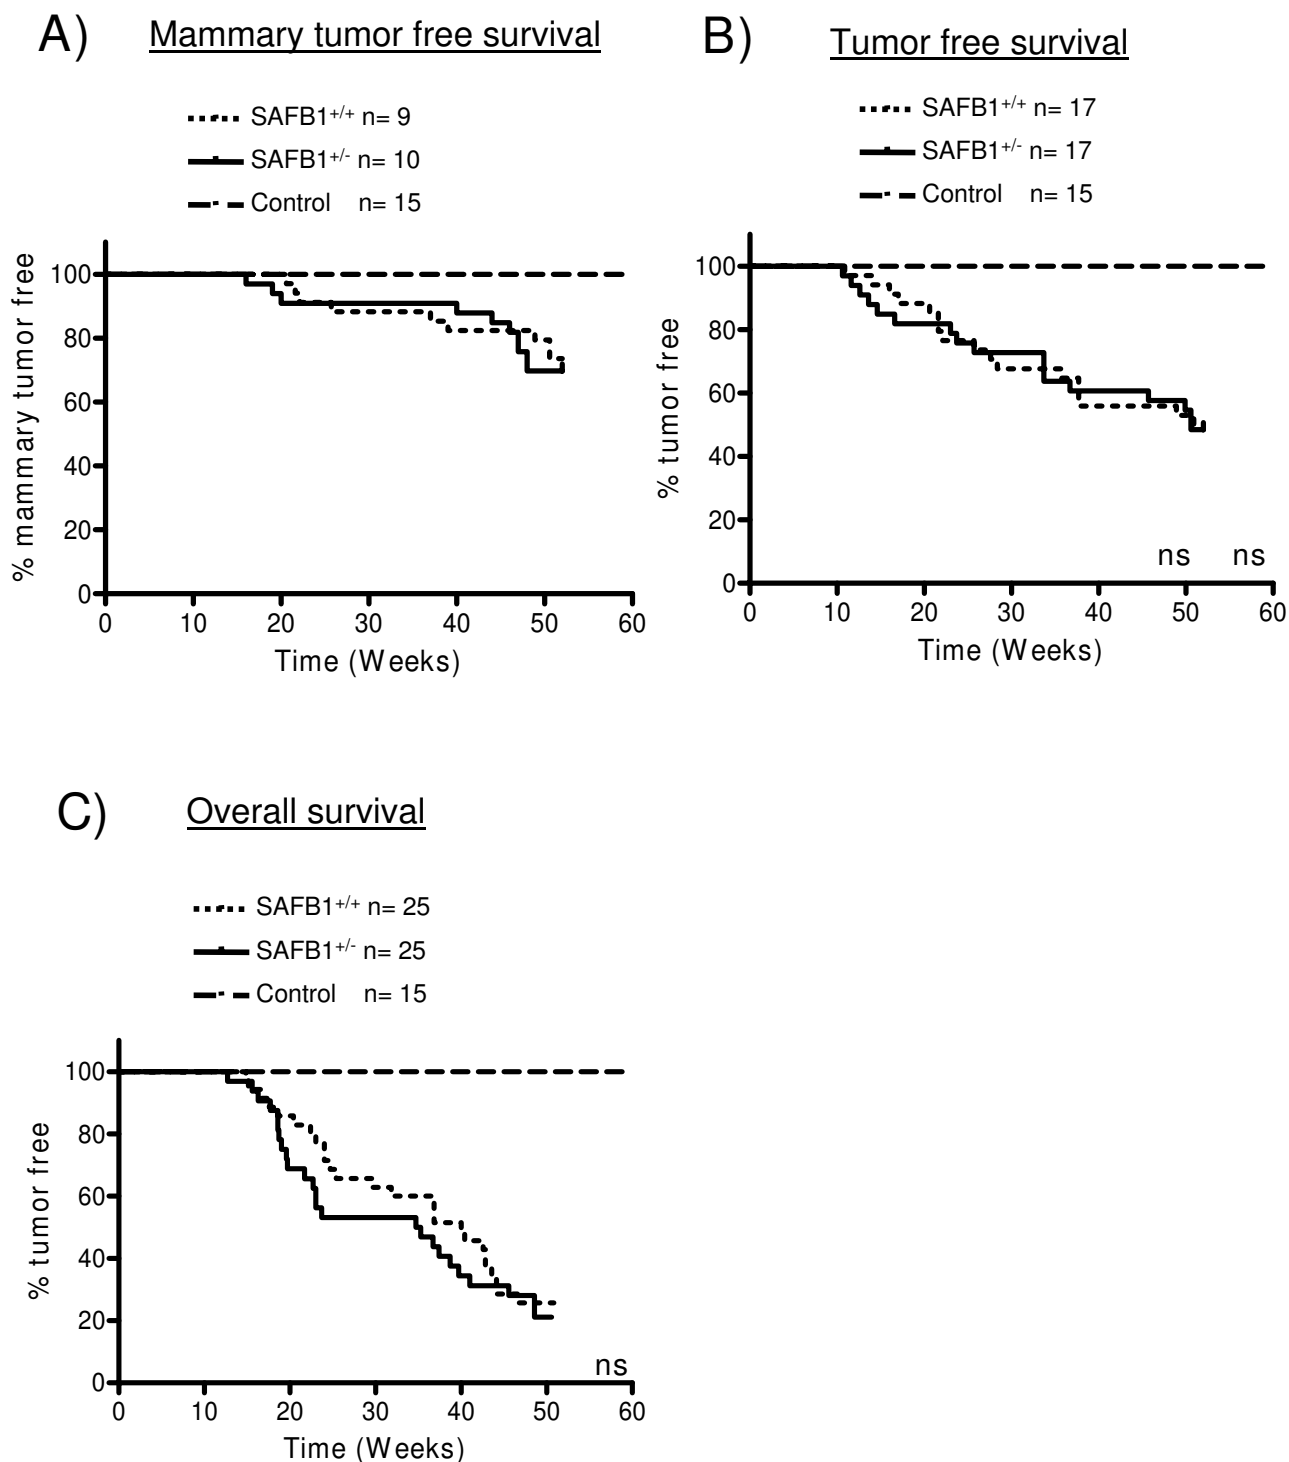 A) Mammary tumor free survival
SAFB1+/+ n= 9
SAFB1+/- n= 10
Control n= 15
% mammary tumor free
100
80
60
40
20
0
0 10 20 30 40 50 60
Time (Weeks)
B) Tumor free survival
SAFB1+/+ n= 17
SAFB1+/- n= 17
Control n= 15
% tumor free
100
80
60
40
20
0
ns ns
0 10 20 30 40 50 60
Time (Weeks)
C) Overall survival
SAFB1+/+ n= 25
SAFB1+/- n= 25
Control n= 15
% tumor free
100
80
60
40
20
0
ns
0 10 20 30 40 50 60
Time (Weeks)